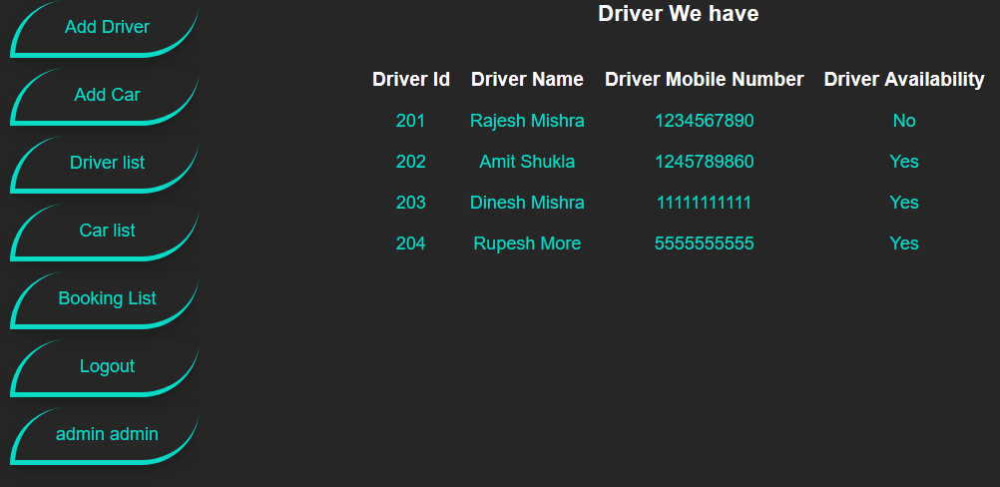 Add Driver
Add Car
Driver list
Car list
Booking List
Logout
admin admin
Driver We have
Driver Id Driver Name Driver Mobile Number Driver Availability
201 Rajesh Mishra 1234567890 No
202 Amit Shukla 1245789860 Yes
203 Dinesh Mishra 11111111111 Yes
204 Rupesh More 5555555555 Yes